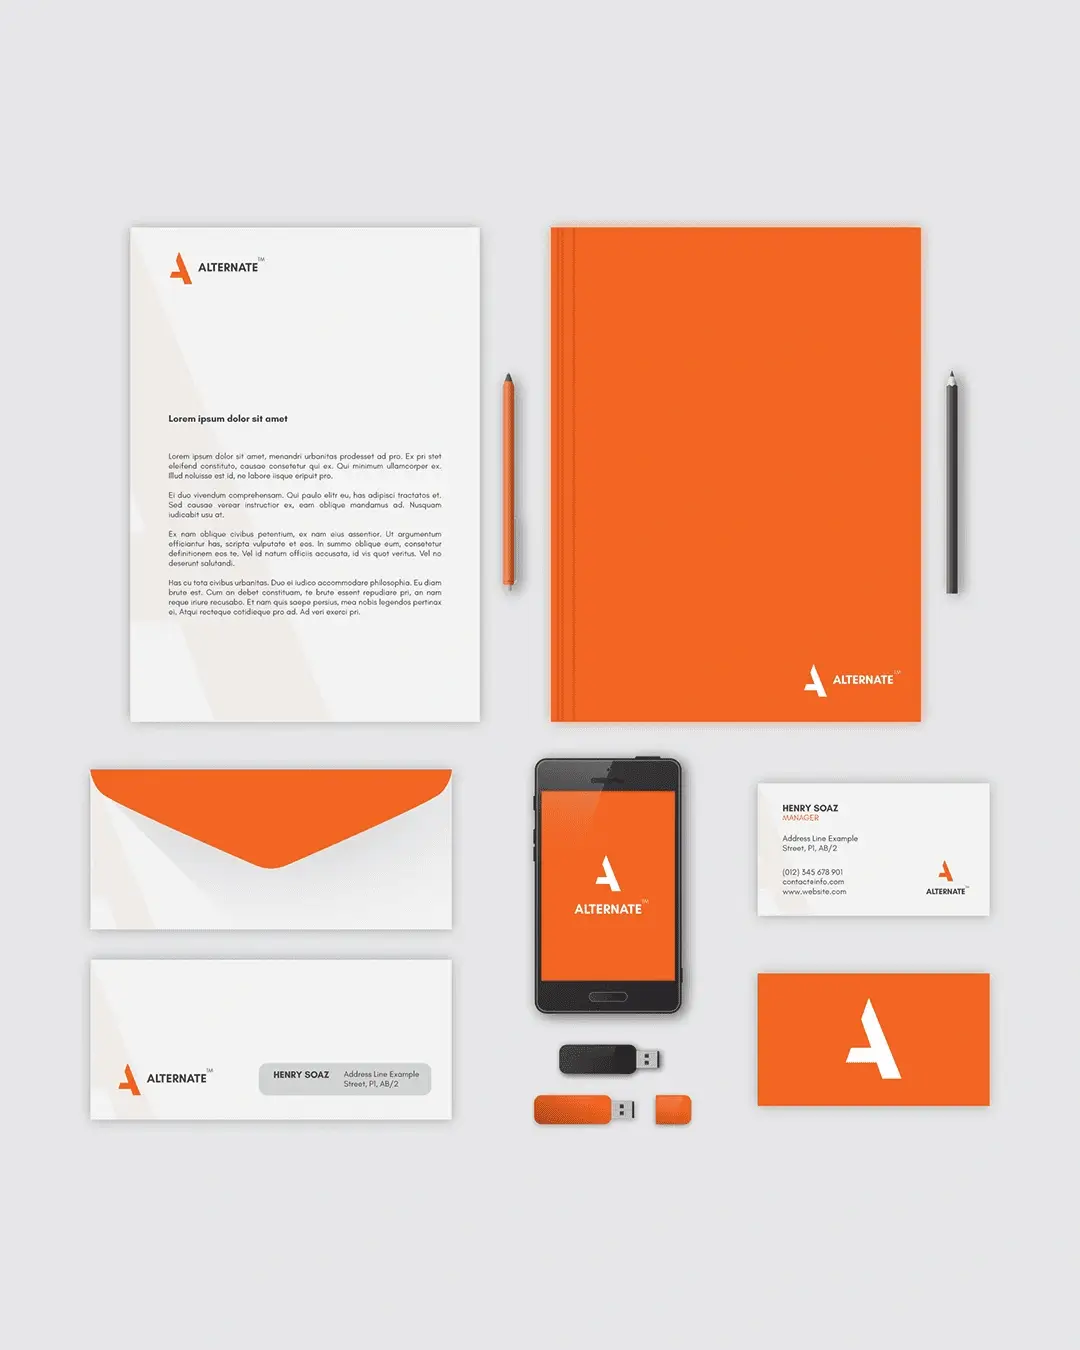 ALTERNATE™
Lorem ipsum dolor sit amet
Lorem ipsum dolor sit amet, menandri urbanitas prodesset ad pro. Ex pri stet
eleifend constituto, causae consetetur qui ex. Qui minimum ullamcorper ex.
Illud noluisse est id, ne labore iisque eripuit pro.
Ei duo vivendum comprehensam. Qui paulo elitr eu, has adipisci tractatos et.
Sed causae verear instructior ex, eam oblique mandamus ad. Nusquam
iudicabit usu at.
Ex nam oblique civibus petentium, ex nam eius assentior. Ut argumentum
efficiantur has, scripta vulputate et eos. In summo oblique eum, consetetur
definitionem eos te. Vel id natum officiis accusata, id vis quot veritus. Vel no
deserunt salutandi.
Has cu tota civibus urbanitas. Duo ei iudico accommodare philosophia. Eu diam
brute est. Cum an debet constituam, te brute essent repudiare pri, an nam
reque iriure recusabo. Et nam quis saepe persius, mea nobis legendos pertinax
ei. Atqui recteque cotidieque pro ad. Ad veri exerci pri.
ALTERNATE™
ALTERNATE™
HENRY SOAZ
MANAGER
Address Line Example
Street, P1, AB/2
(012) 345 678 901
contact@info.com
www.website.com
ALTERNATE™
ALTERNATE™
HENRY SOAZ
Address Line Example
Street, P1, AB/2